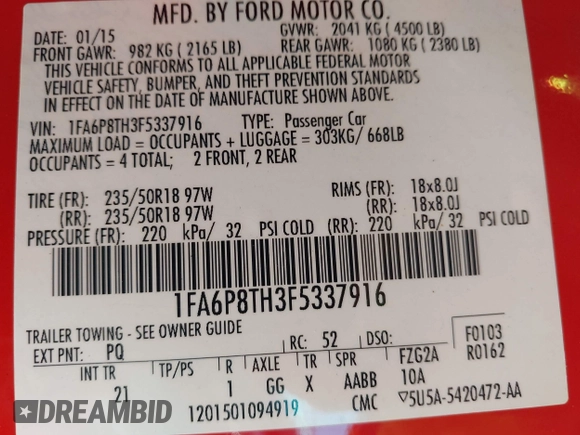 MFD. BY FORD MOTOR CO.
DATE: 01/15 GVWR: 2041 KG ( 4500 LB)
FRONT GAWR: 982 KG ( 2165 LB) REAR GAWR: 1080 KG ( 2380 LB)
THIS VEHICLE CONFORMS TO ALL APPLICABLE FEDERAL MOTOR
VEHICLE SAFETY, BUMPER, AND THEFT PREVENTION STANDARDS
IN EFFECT ON THE DATE OF MANUFACTURE SHOWN ABOVE.
VIN: 1FA6P8TH3F5337916 TYPE: Passenger Car
MAXIMUM LOAD = OCCUPANTS + LUGGAGE = 303KG/ 668LB
OCCUPANTS = 4 TOTAL; 2 FRONT, 2 REAR
TIRE (FR): 235/50R18 97W RIMS (FR): 18x8.0J
(RR): 235/50R18 97W (RR): 18x8.0J
PRESSURE (FR): 220 kPa/ 32 PSI COLD (RR): 220 kPa/ 32 PSI COLD
1FA6P8TH3F5337916
TRAILER TOWING - SEE OWNER GUIDE
EXT PNT: PQ RC: 52 DSO: F0103
INT TR TP/PS R AXLE TR SPR FZG2A R0162
21 1 GG X AABB 10A
1201501094919 CMC ▽5U5A-5420472-AA
DREAMBID